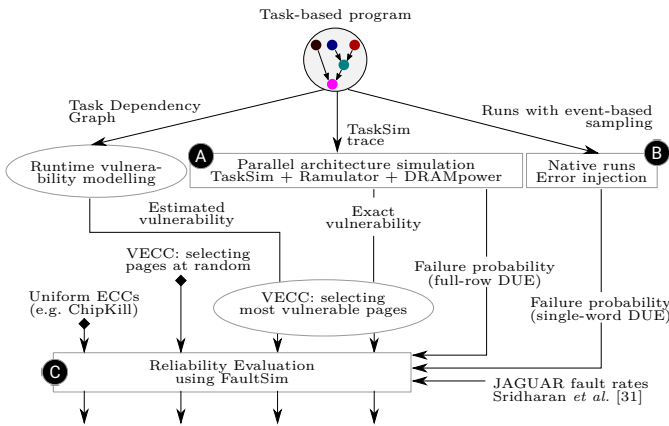 Task-based program
Task Dependency
Graph
TaskSim
trace
Runs with event-based
sampling
A
B
Runtime vulnera-
bility modelling
Parallel architecture simulation
TaskSim + Ramulator + DRAMpower
Native runs
Error injection
Estimated
vulnerability
Exact
vulnerability
VECC: selecting
pages at random
Failure probability
(full-row DUE)
Uniform ECCs
(e.g. ChipKill)
VECC: selecting
most vulnerable pages
Failure probability
(single-word DUE)
C
Reliability Evaluation
using FaultSim
JAGUAR fault rates
Sridharan et al. [31]